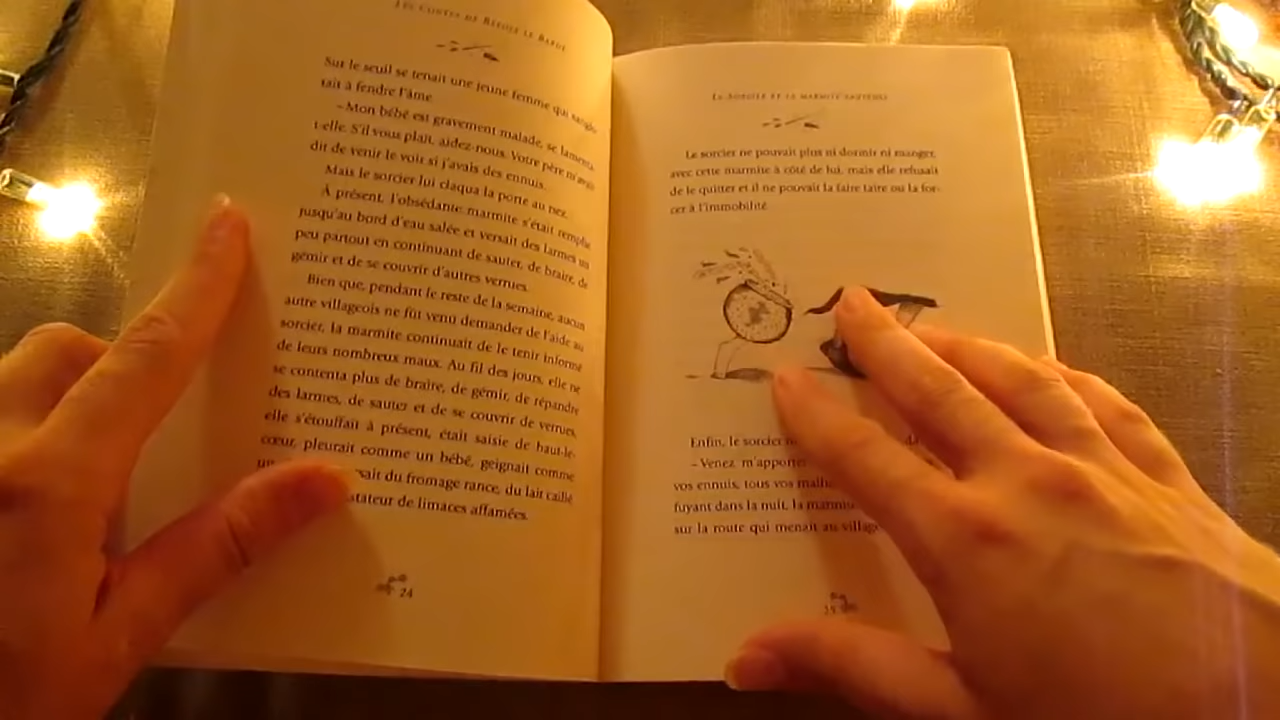 Les Contes de Beedle le Barde
Sur le seuil se tenait une jeune femme qui sanglo-
tait à fendre l'âme.
– Mon bébé est gravement malade, se lamenta-
t-elle. S'il vous plaît, aidez-nous. Votre père m'avait
dit de venir le voir si j'avais des ennuis.
Mais le sorcier lui claqua la porte au nez.
À présent, l'obsédante marmite s'était remplie
jusqu'au bord d'eau salée et versait des larmes un
peu partout en continuant de sauter, de braire, de
gémir et de se couvrir d'autres verrues.
Bien que, pendant le reste de la semaine, aucun
autre villageois ne fût venu demander de l'aide au
sorcier, la marmite continuait de le tenir informé
de leurs nombreux maux. Au fil des jours, elle ne
se contenta plus de braire, de gémir, de répandre
des larmes, de sauter et de se couvrir de verrues,
elle s'étouffait à présent, était saisie de haut-le-
cœur, pleurait comme un bébé, geignait comme
du fromage rance, du lait caillé
de limaces affamées.
24
Le sorcier et la marmite sauteuse
Le sorcier ne pouvait plus ni dormir ni manger,
avec cette marmite à côté de lui, mais elle refusait
de le quitter et il ne pouvait la faire taire ou la for-
cer à l'immobilité.
Enfin, le sorcier
– Venez m'apporter
vos ennuis, tous vos
fuyant dans la nuit, la
sur la route qui menait au village